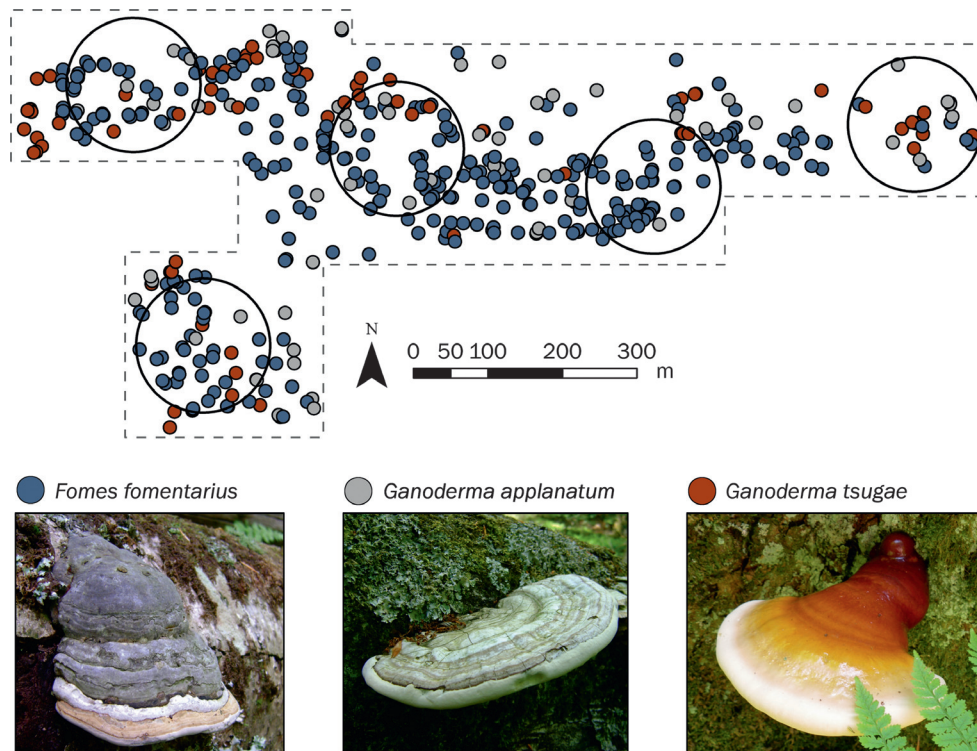 N
0 50 100 200 300
m
Fomes fomentarius
Ganoderma applanatum
Ganoderma tsugae